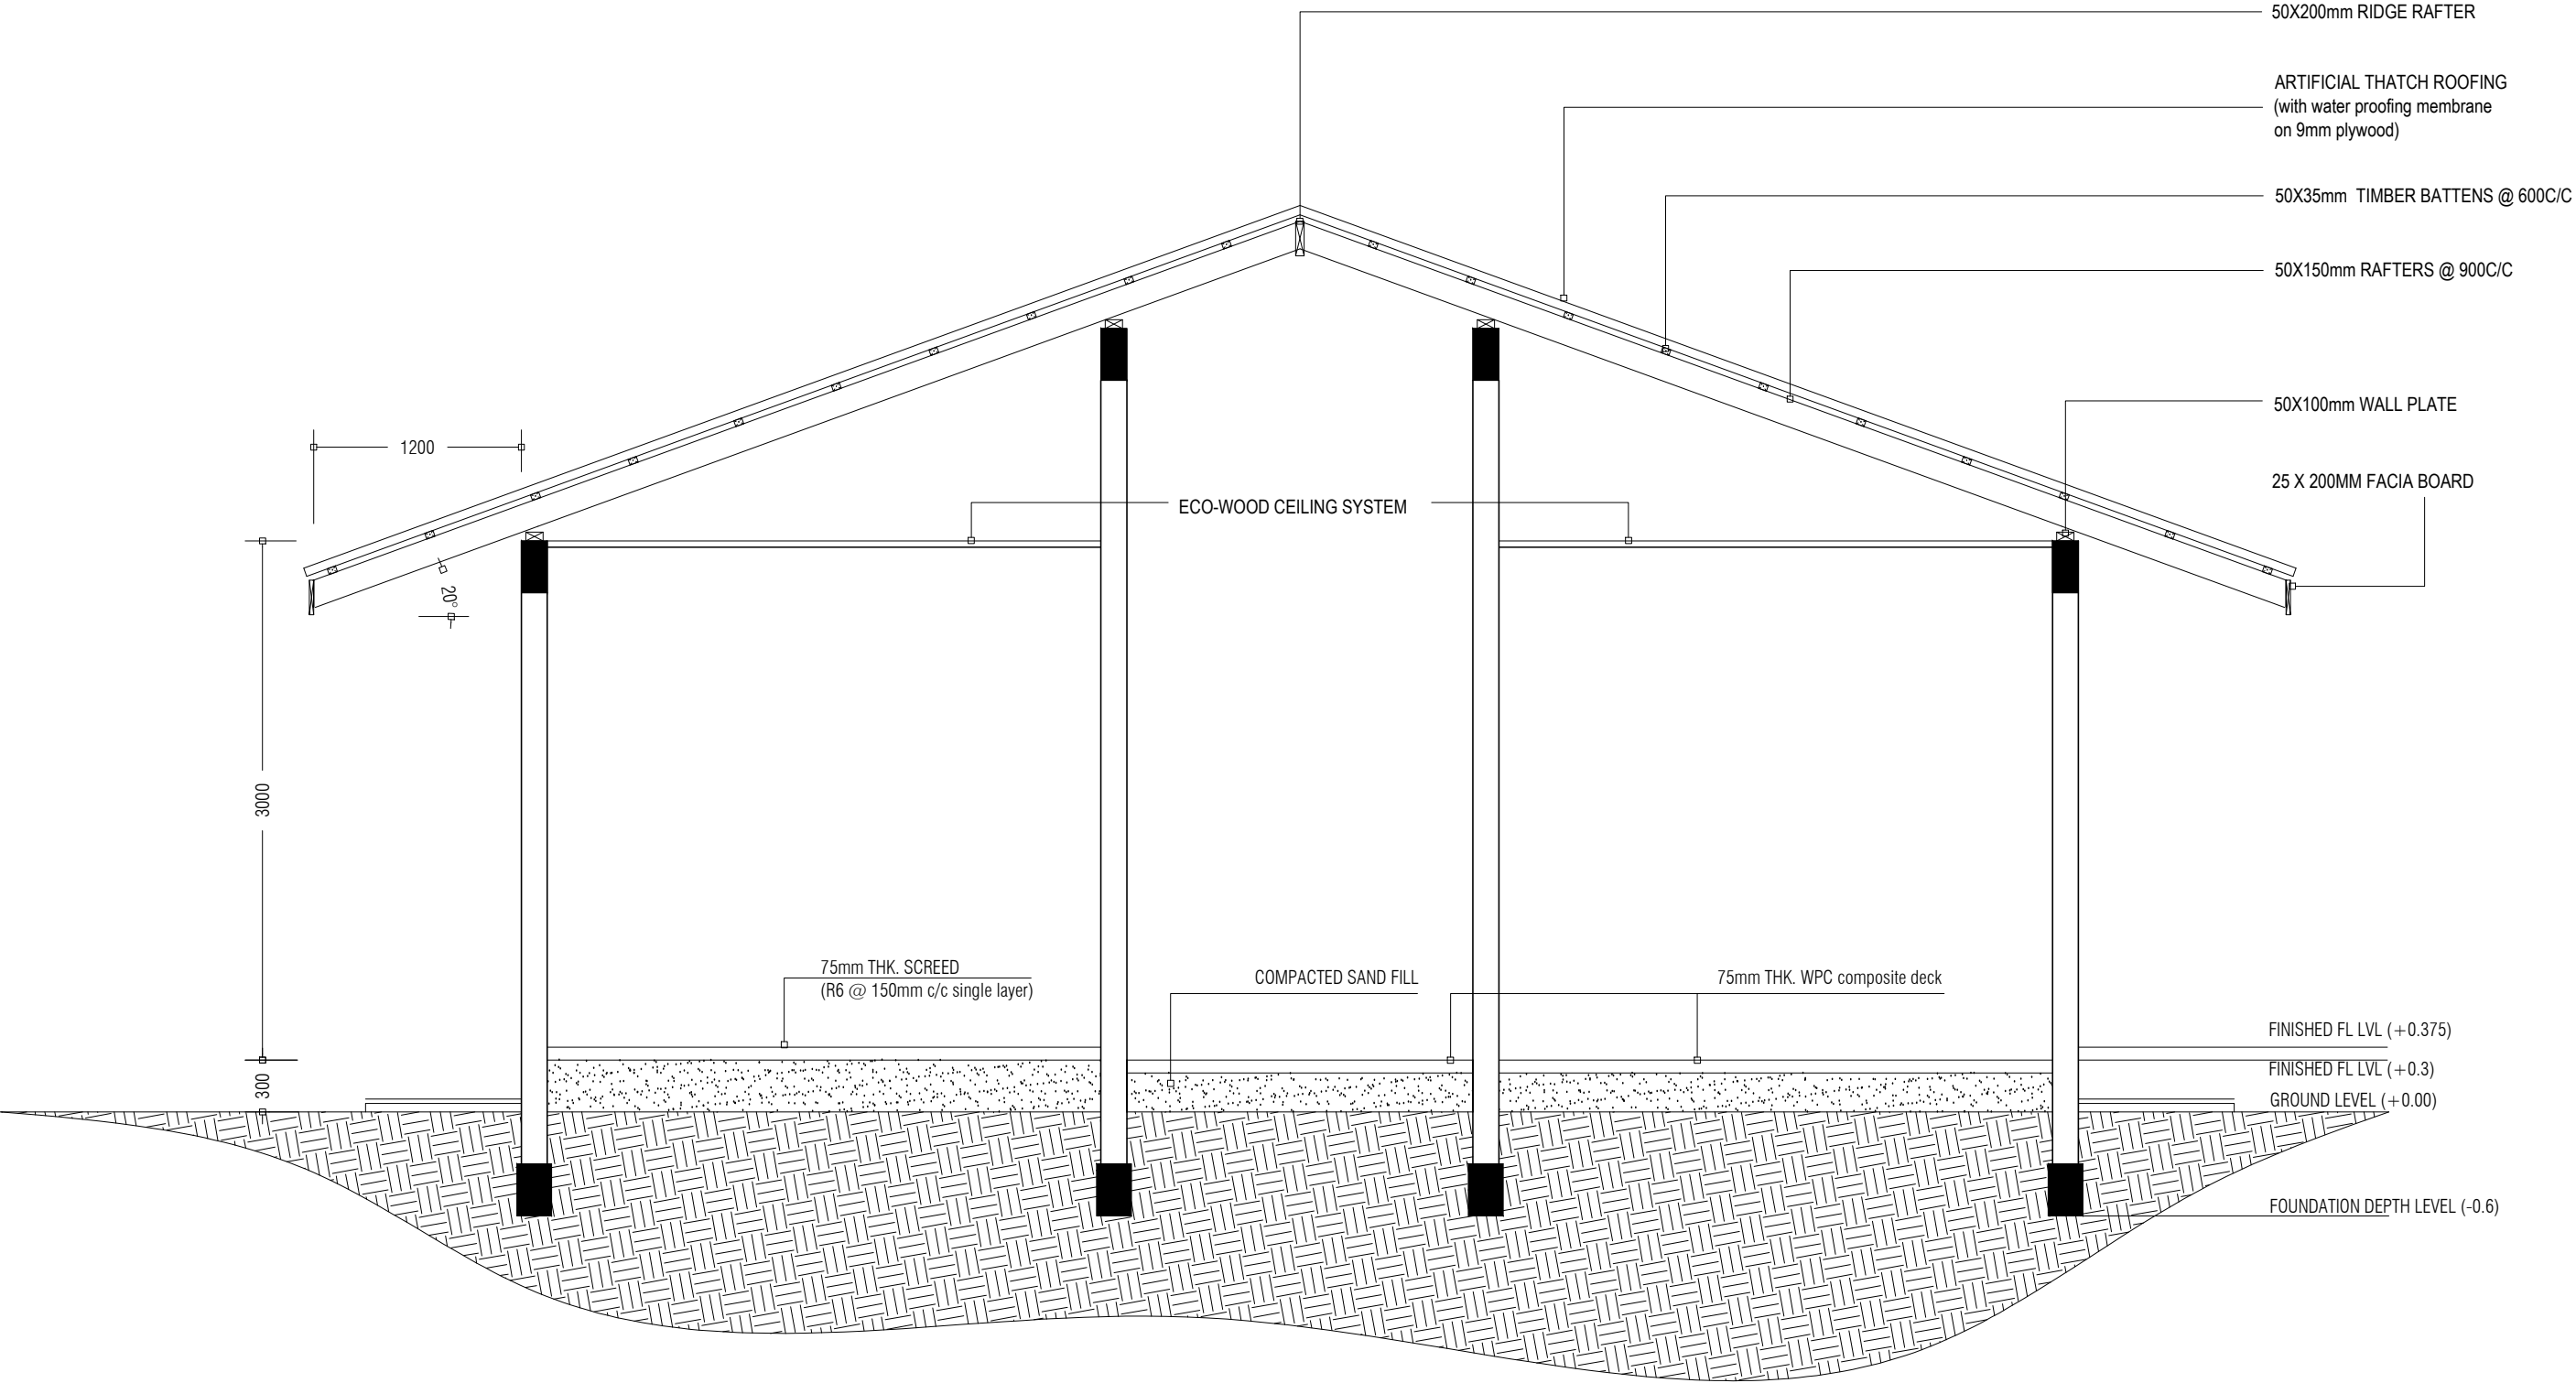 50X200mm RIDGE RAFTER
ARTIFICIAL THATCH ROOFING
(with water proofing membrane
on 9mm plywood)
50X35mm TIMBER BATTENS @ 600C/C
50X150mm RAFTERS @ 900C/C
50X100mm WALL PLATE
1200
25 X 200MM FACIA BOARD
ECO-WOOD CEILING SYSTEM
20°
3000
75mm THK. SCREED
(R6 @ 150mm c/c single layer)
COMPACTED SAND FILL
75mm THK. WPC composite deck
FINISHED FL LVL (+0.375)
FINISHED FL LVL (+0.3)
300
GROUND LEVEL (+0.00)
FOUNDATION DEPTH LEVEL (-0.6)